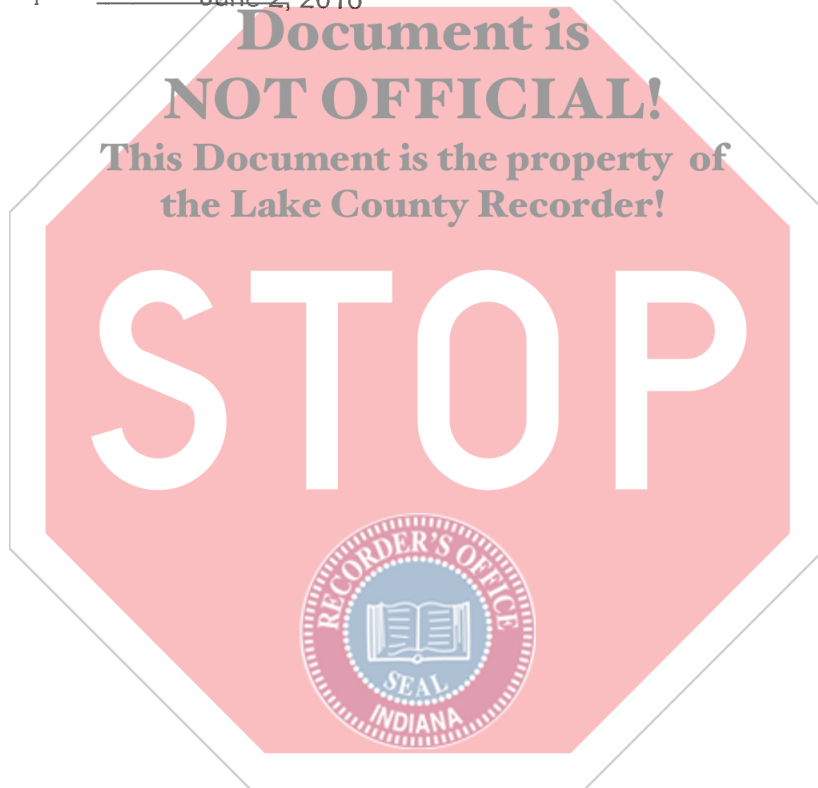 June 2, 2016
Document is
NOT OFFICIAL!
This Document is the property of
the Lake County Recorder!
STOP
RECORDER'S OFFICE
SEAL
INDIANA